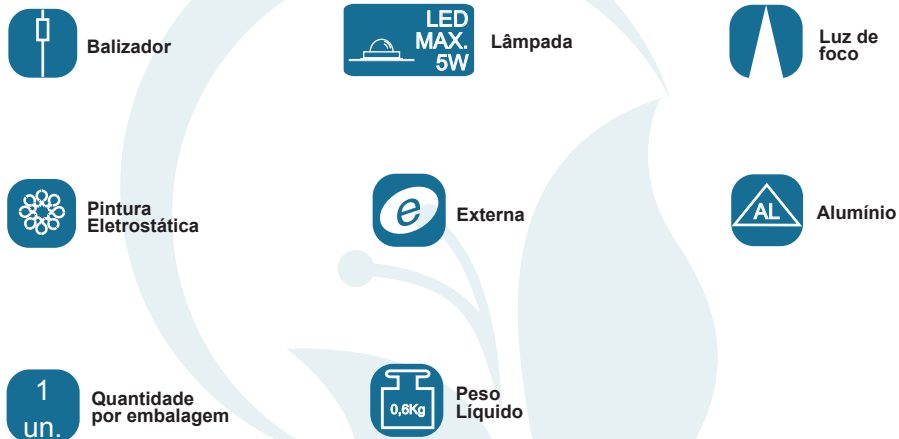 Balizador
LED
MAX.
5W
Lâmpada
Luz de
foco
Pintura
Eletrostática
e
Externa
AL
Alumínio
1
un.
Quantidade
por embalagem
0,6Kg
Peso
Líquido